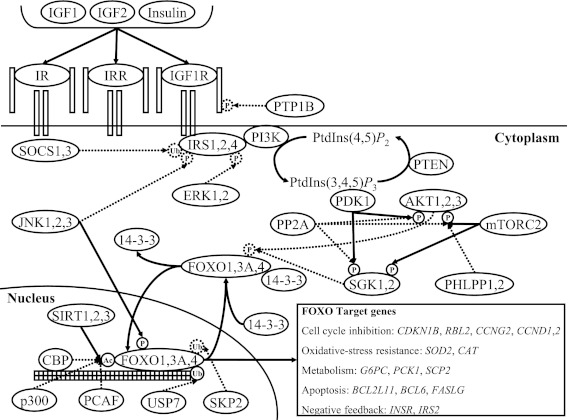 IGF1 IGF2 Insulin
IR IRR IGF1R
P PTP1B
SOCS1,3 Ub IRS1,2,4 PI3K PtdIns(4,5)P2 Cytoplasm
P P
PTEN
ERK1,2 PtdIns(3,4,5)P3
PDK1 AKT1,2,3
JNK1,2,3 PP2A P P mTORC2
14-3-3 P
FOXO1,3A,4 P P
14-3-3 SGK1,2 PHLPP1,2
Nucleus
SIRT1,2,3 14-3-3
P
CBP Ac FOXO1,3A,4 Ub
Ub
p300 PCAF USP7 SKP2
FOXO Target genes
Cell cycle inhibition: CDKN1B, RBL2, CCNG2, CCND1,2
Oxidative-stress resistance: SOD2, CAT
Metabolism: G6PC, PCK1, SCP2
Apoptosis: BCL2L11, BCL6, FASLG
Negative feedback: INSR, IRS2